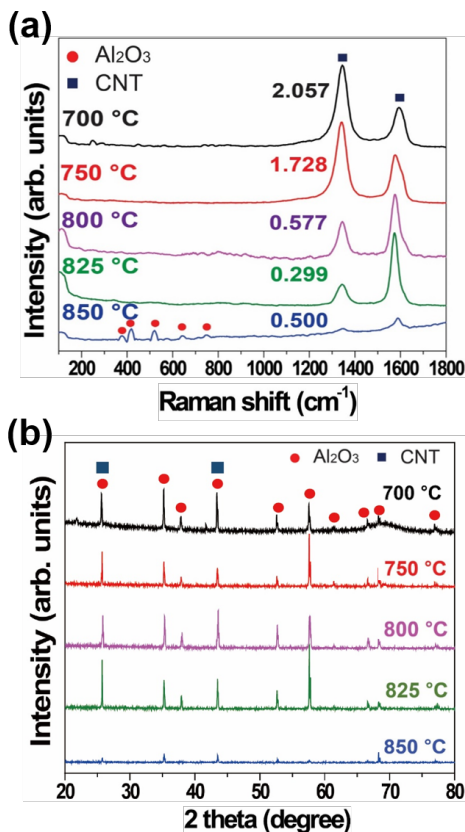 (a)
Al2O3
CNT
700 °C
2.057
750 °C
1.728
800 °C
0.577
825 °C
0.299
850 °C
0.500
Intensity (arb. units)
200 400 600 800 1000 1200 1400 1600 1800
Raman shift (cm-1)
(b)
Al2O3 CNT
700 °C
750 °C
800 °C
825 °C
850 °C
Intensity (arb. units)
20 30 40 50 60 70 80
2 theta (degree)